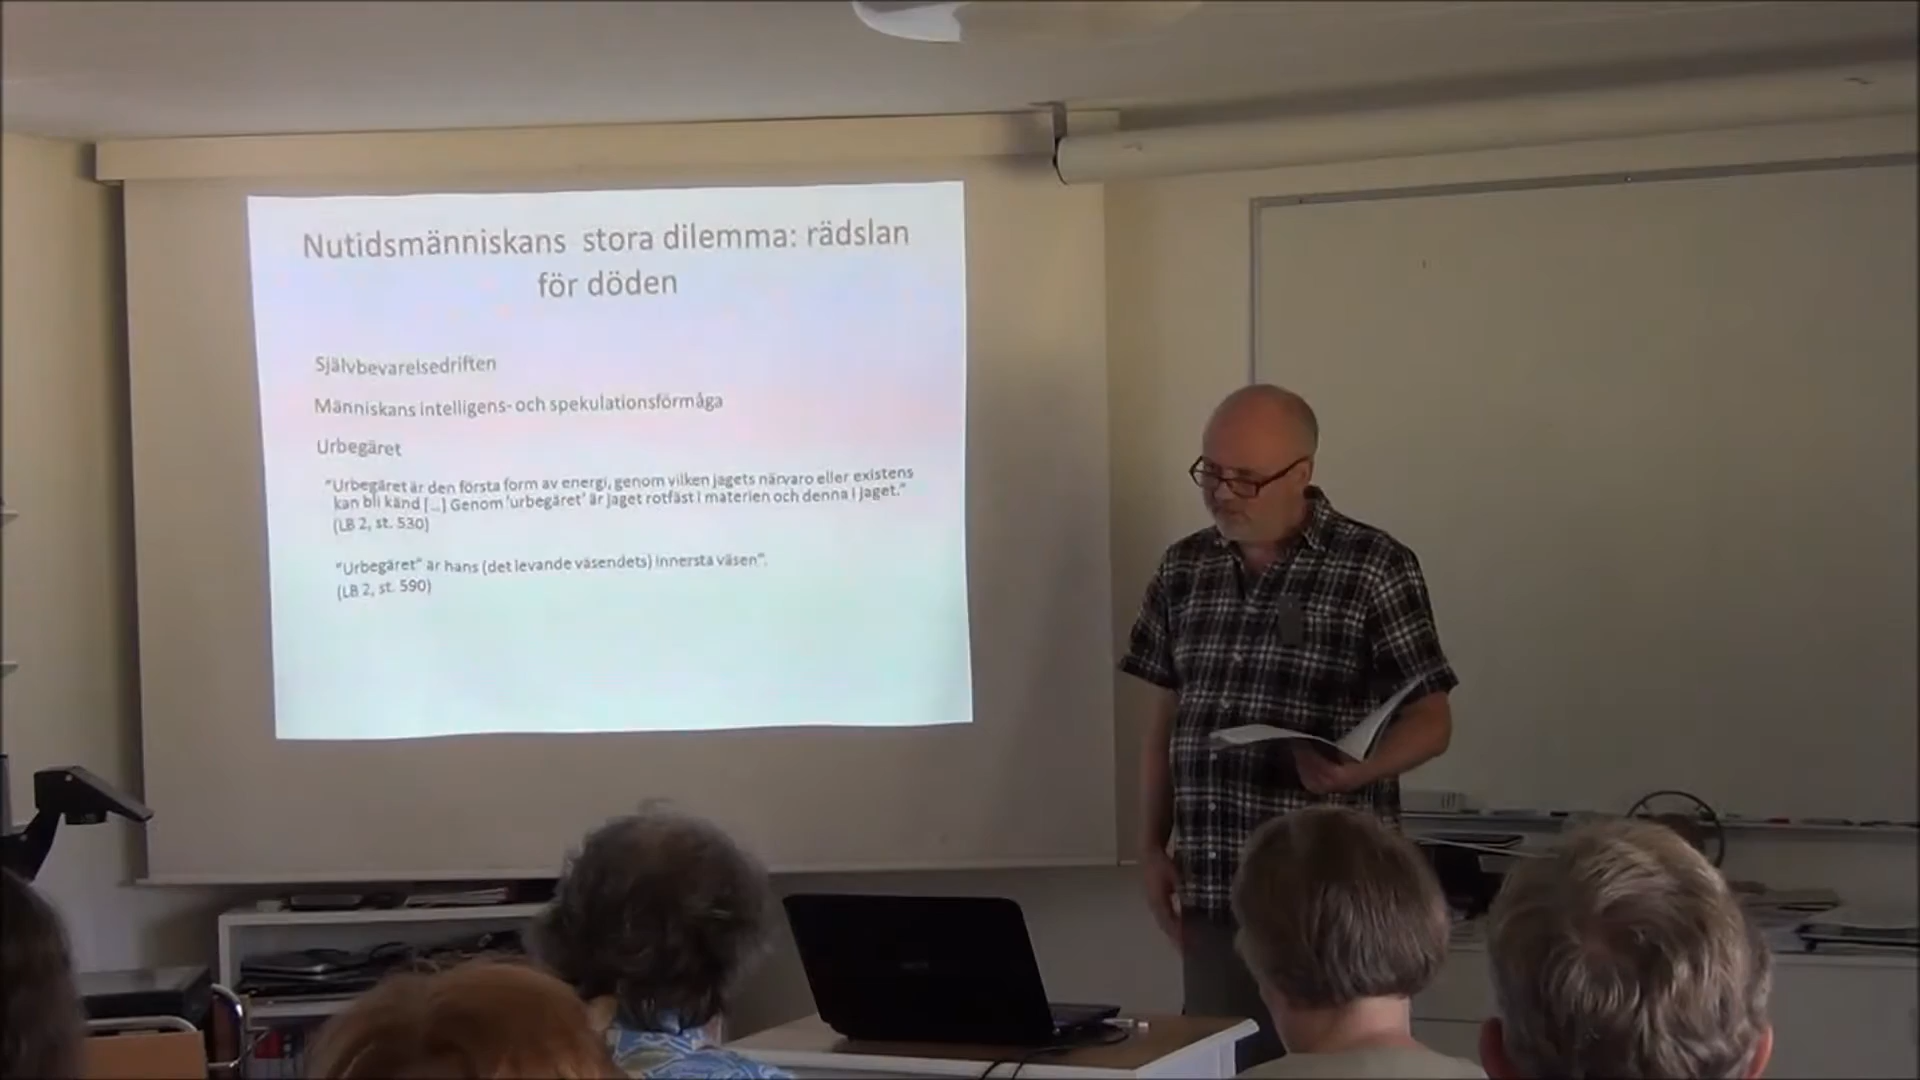 Nutidsmänniskans stora dilemma: rädslan
för döden
Självbevarelsedriften
Människans intelligens- och spekulationsförmåga
Urbegäret
"Urbegäret är den första form av energi, genom vilken jagets närvaro eller existens
kan bli känd [...] Genom 'urbegäret' är jaget rotfäst i materien och denna i jaget."
(LB 2, st. 530)
"Urbegäret" är hans (det levande väsendets) innersta väsen".
(LB 2, st. 590)